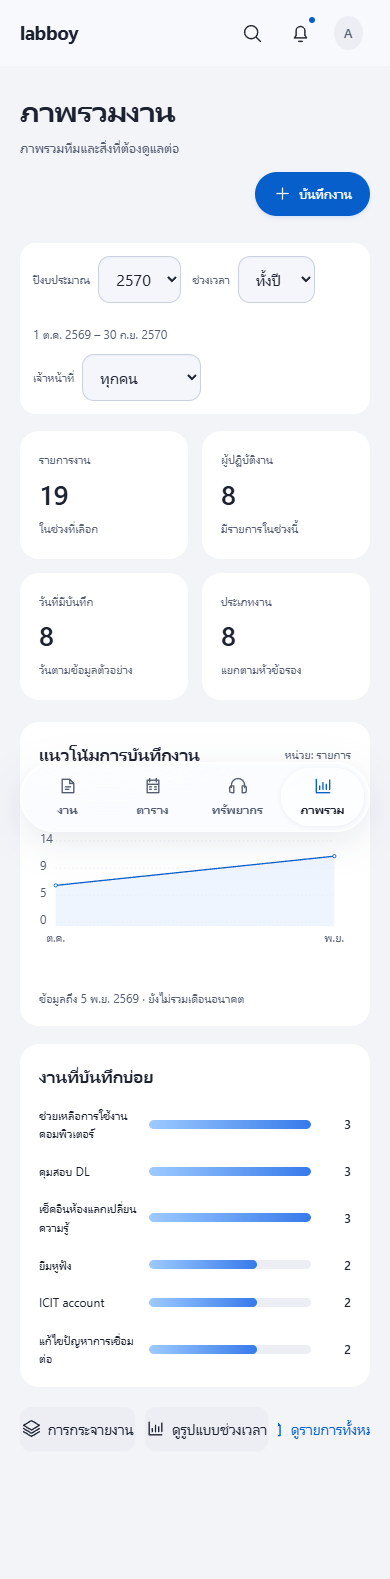 labboy
A
ภาพรวมงาน
ภาพรวมทีมและสิ่งที่ต้องดูแลต่อ
บันทึกงาน
ปีงบประมาณ 2570 ช่วงเวลา ทั้งปี
1 ต.ค. 2569 – 30 ก.ย. 2570
เจ้าหน้าที่ ทุกคน
รายการงาน
19
ในช่วงที่เลือก
ผู้ปฏิบัติงาน
8
มีรายการในช่วงนี้
วันที่มีบันทึก
8
วันตามข้อมูลตัวอย่าง
ประเภทงาน
8
แยกตามหัวข้อรอง
แนวโน้มการบันทึกงาน หน่วย: รายการ
งาน ตาราง ทรัพยากร ภาพรวม
14
9
5
0
ต.ค. พ.ย.
ข้อมูลถึง 5 พ.ย. 2569 · ยังไม่รวมเดือนอนาคต
งานที่บันทึกบ่อย
ช่วยเหลือการใช้งาน
คอมพิวเตอร์ 3
คุมสอบ DL 3
เช็คอินห้องแลกเปลี่ยน
ความรู้ 3
ยืมหูฟัง 2
ICIT account 2
แก้ไขปัญหาการเชื่อม
ต่อ 2
การกระจายงาน ดูรูปแบบช่วงเวลา ดูรายการทั้งหม